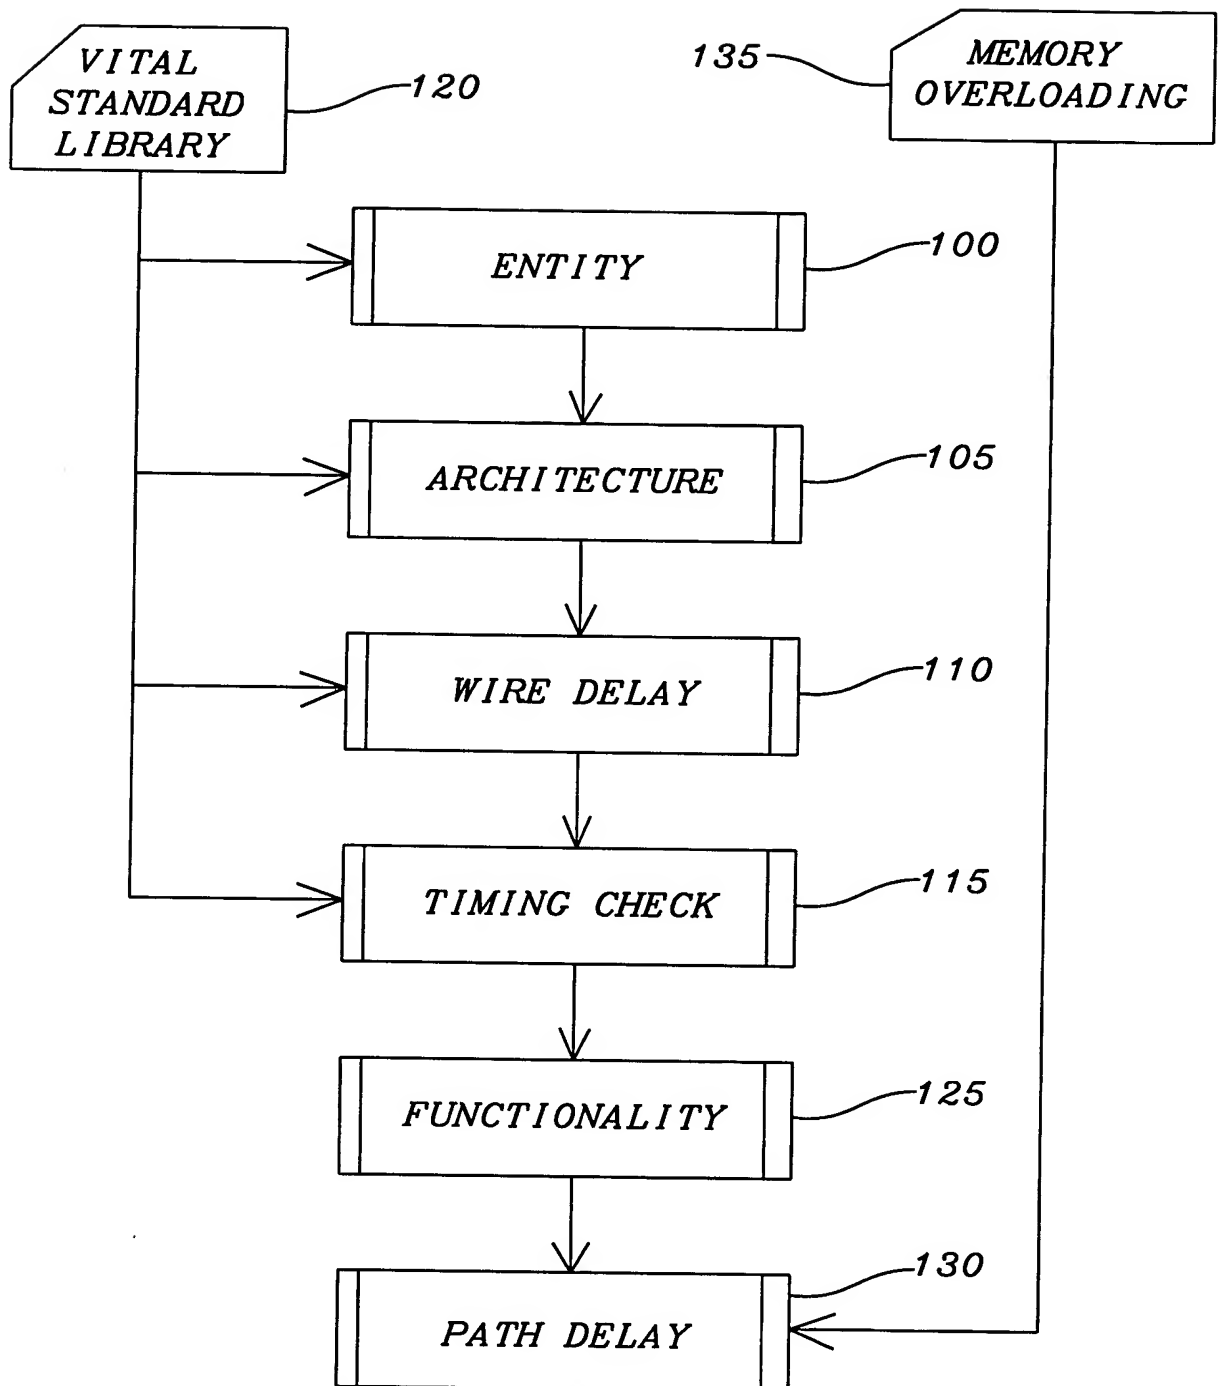 VITAL
STANDARD
LIBRARY
120
135
MEMORY
OVERLOADING
ENTITY
100
ARCHITECTURE
105
WIRE DELAY
110
TIMING CHECK
115
FUNCTIONALITY
125
PATH DELAY
130